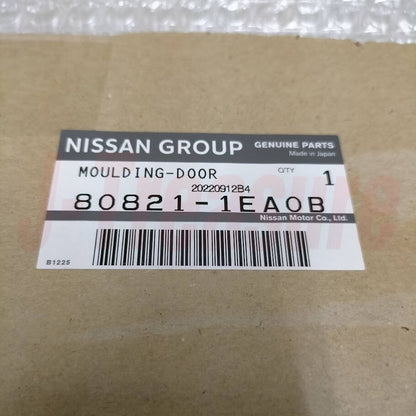 NISSAN GROUP GENUINE PARTS
Made in Japan
MOULDING-DOOR Q'TY 1
20220912B4
80821-1EA0B
Nissan Motor Co., Ltd.
B1225